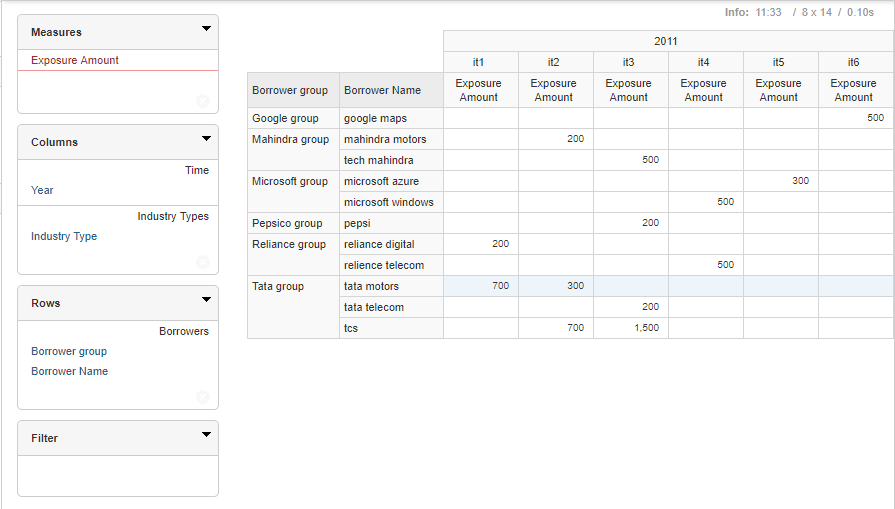 Info: 11:33 / 8 x 14 / 0.10s
Measures
Exposure Amount
Columns
Time
Year
Industry Types
Industry Type
Rows
Borrowers
Borrower group
Borrower Name
Filter
2011
it1 it2 it3 it4 it5 it6
Borrower group Borrower Name Exposure Amount Exposure Amount Exposure Amount Exposure Amount Exposure Amount Exposure Amount
Google group google maps 500
Mahindra group mahindra motors 200
tech mahindra 500
Microsoft group microsoft azure 300
microsoft windows 500
Pepsico group pepsi 200
Reliance group reliance digital 200
relience telecom 500
Tata group tata motors 700 300
tata telecom 200
tcs 700 1,500